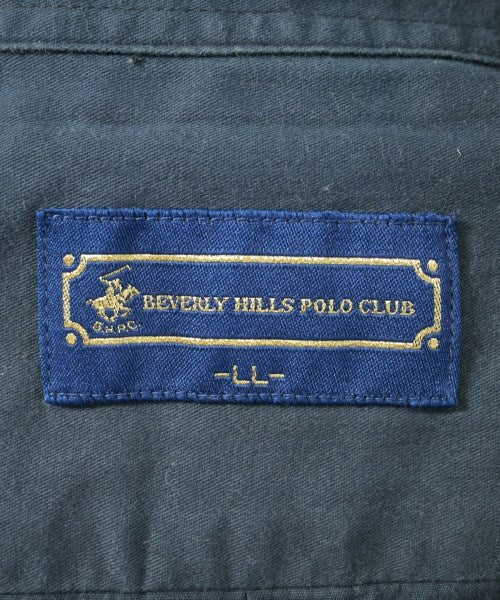 BEVERLY HILLS POLO CLUB
B.H.P.C.
-LL-